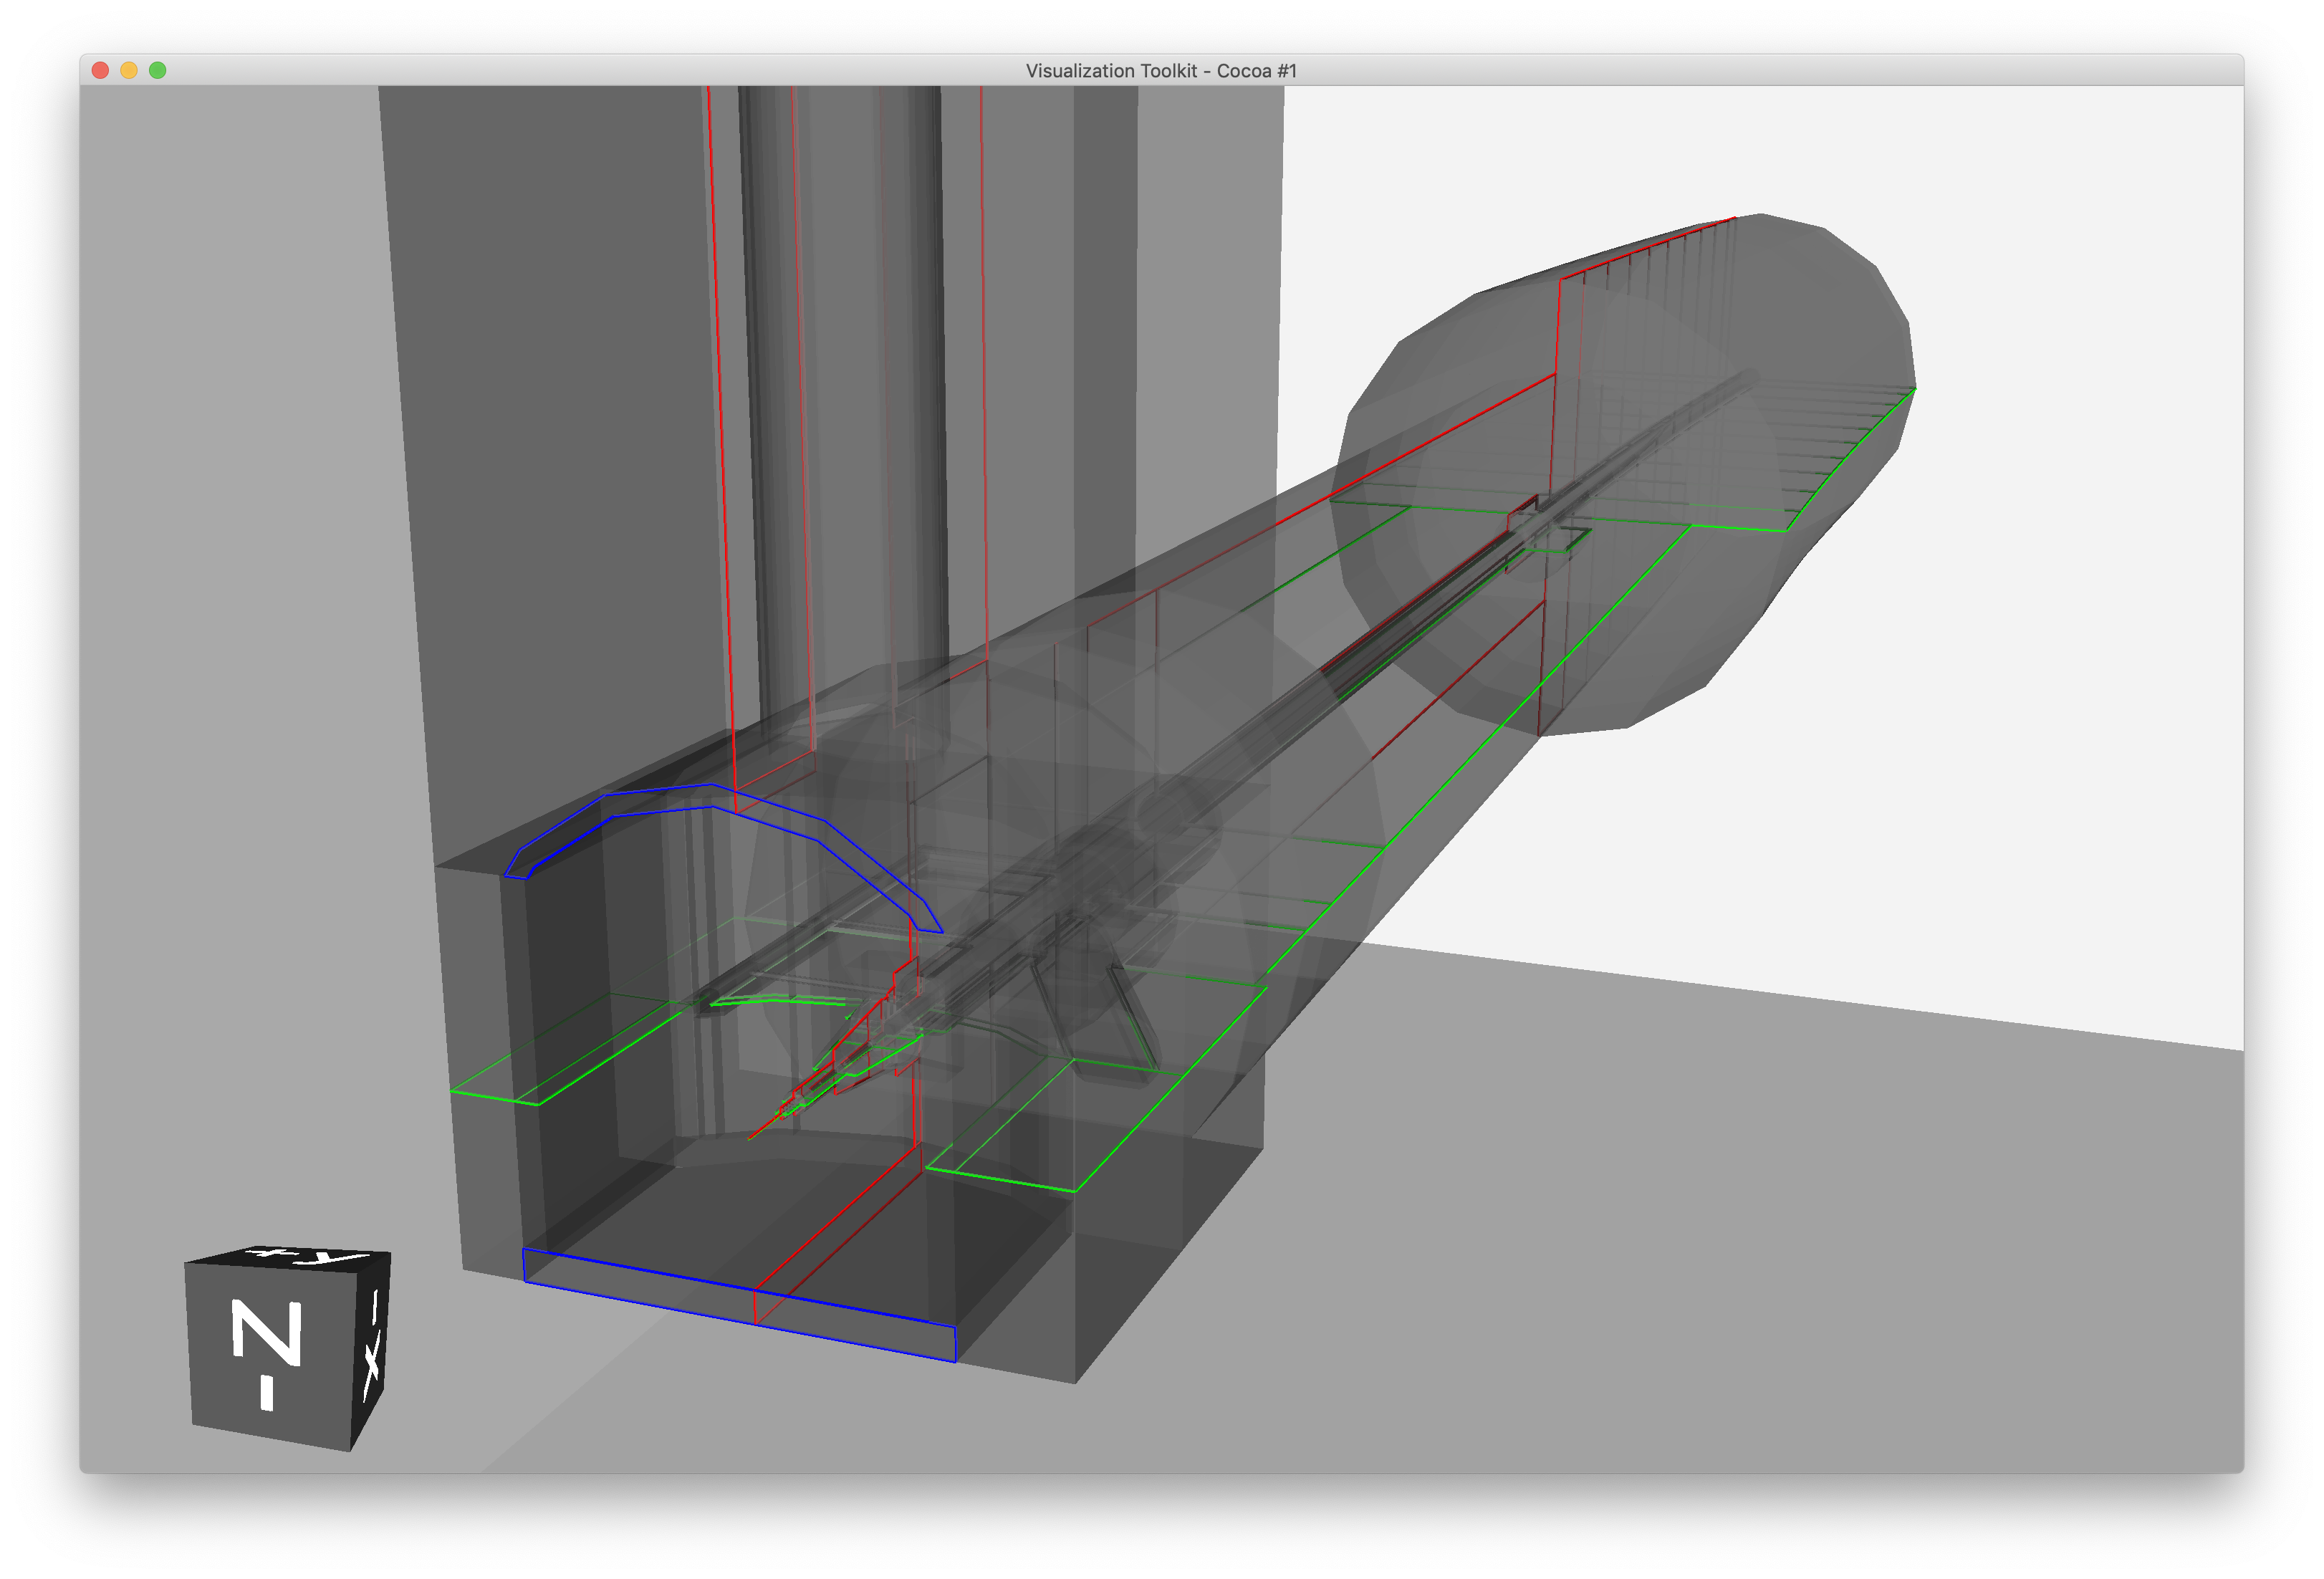 Visualization Toolkit - Cocoa #1
+y
-z
-x